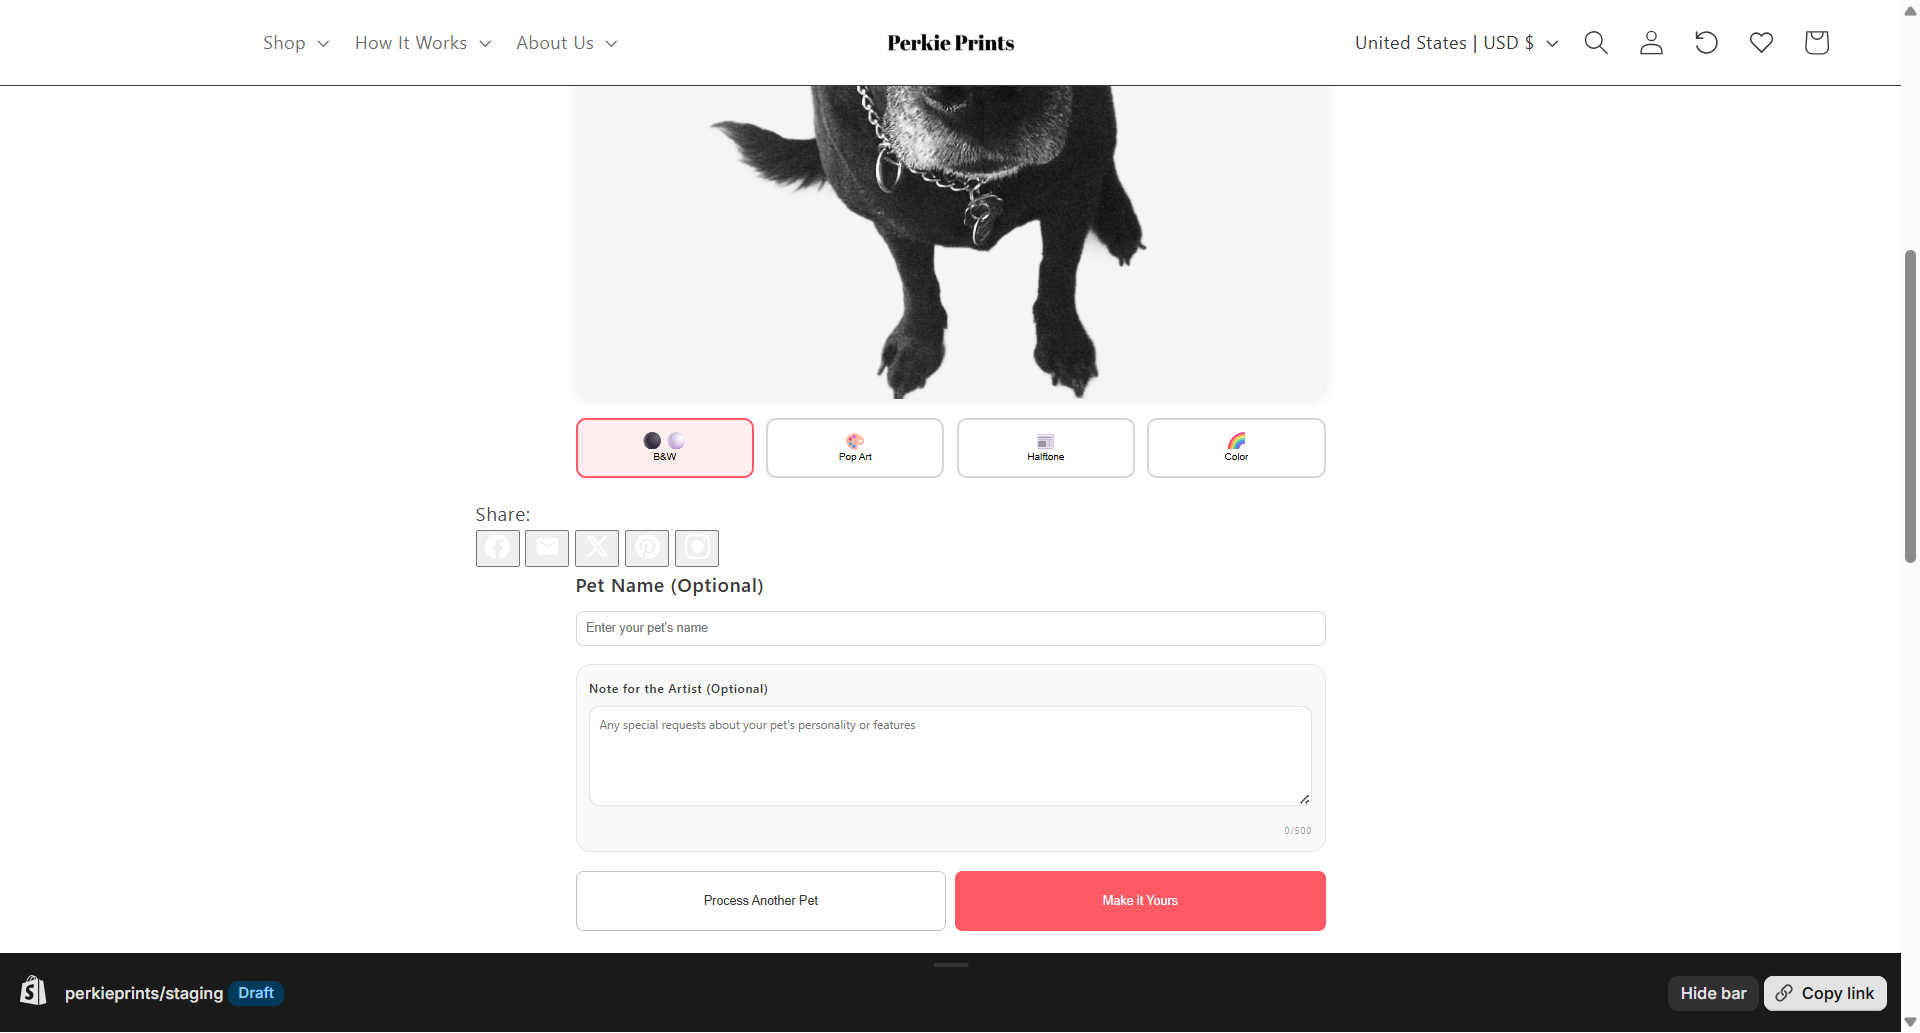 Shop
How It Works
About Us
Perkie Prints
United States | USD $
B&W
Pop Art
Halftone
Color
Share:
Pet Name (Optional)
Enter your pet's name
Note for the Artist (Optional)
Any special requests about your pet's personality or features
0/500
Process Another Pet
Make it Yours
perkieprints/staging
Draft
Hide bar
Copy link